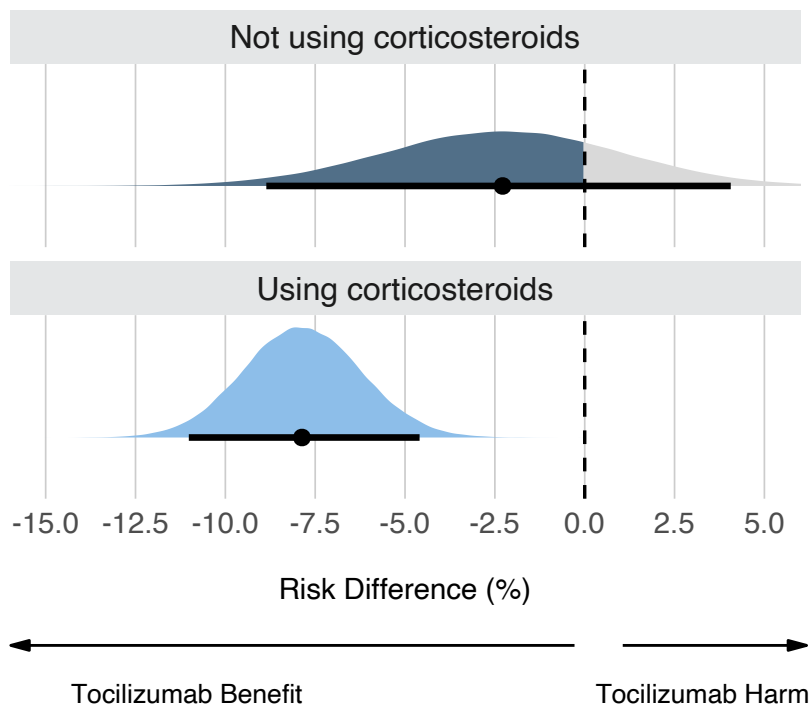 Not using corticosteroids
Using corticosteroids
-15.0 -12.5 -10.0 -7.5 -5.0 -2.5 0.0 2.5 5.0
Risk Difference (%)
Tocilizumab Benefit Tocilizumab Harm